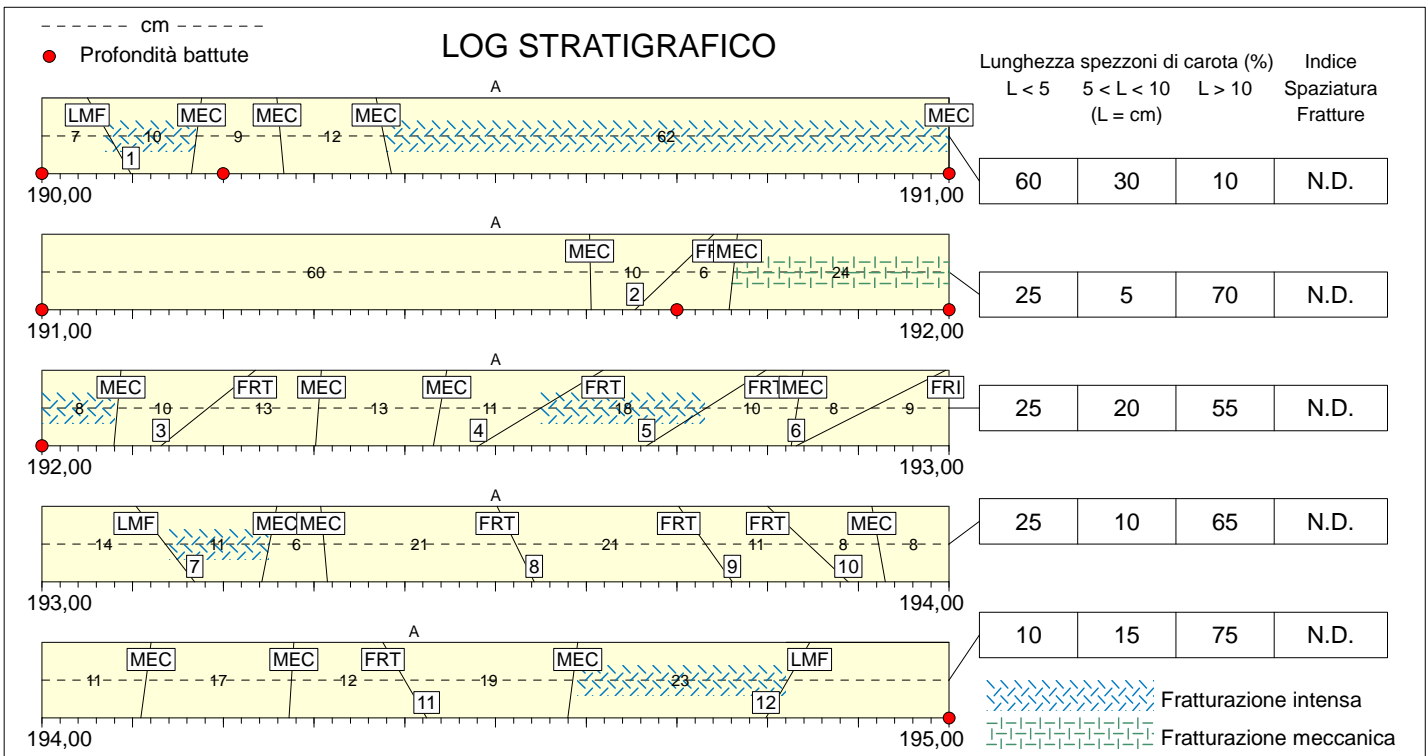 cm
Profondità battute
LOG STRATIGRAFICO
Lunghezza spezzoni di carota (%)
Indice
L < 5
5 < L < 10
L > 10
Spaziatura
(L = cm)
Fratture
A
LMF MEC MEC MEC MEC
7 10 9 12 62
1
190,00 191,00
60 30 10 N.D.
A
MEC MEC
60 10 6 24
2
191,00 192,00
25 5 70 N.D.
A
MEC FRT MEC MEC FRT FRT MEC FRI
8 10 13 13 11 18 10 8 9
3 4 5 6
192,00 193,00
25 20 55 N.D.
A
LMF MEC MEC FRT FRT FRT MEC
14 11 6 21 21 11 8 8
7 8 9 10
193,00 194,00
25 10 65 N.D.
A
MEC MEC FRT MEC LMF
11 17 12 19 23
11 12
194,00 195,00
10 15 75 N.D.
Fratturazione intensa
Fratturazione meccanica